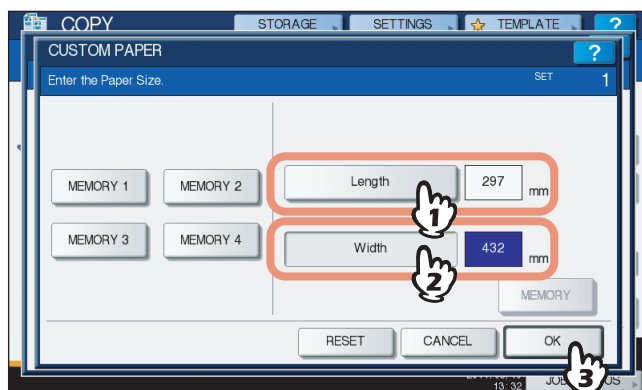 COPY
STORAGE SETTINGS TEMPLATE ?
CUSTOM PAPER ?
Enter the Paper Size. SET 1
MEMORY 1 MEMORY 2 Length 297 mm
1
MEMORY 3 MEMORY 4 Width 432 mm
2
MEMORY
RESET CANCEL OK
3
13:32